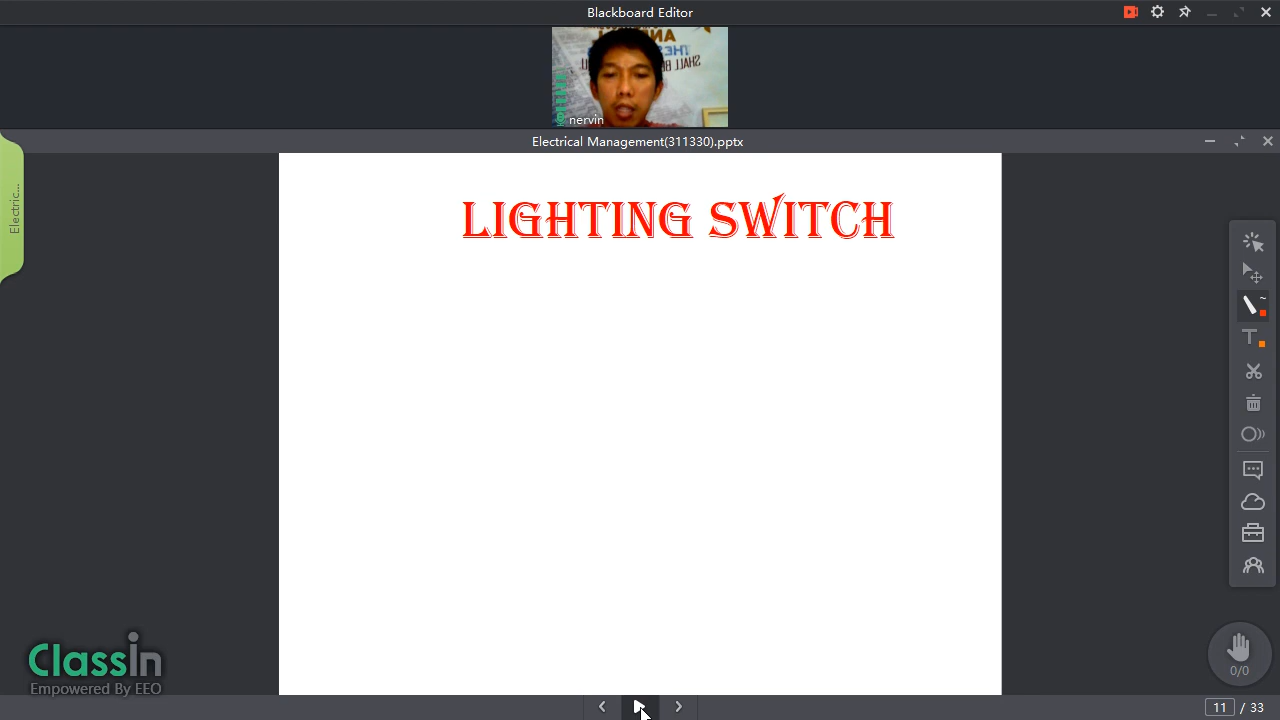 Blackboard Editor
nervin
Electrical Management(311330).pptx
Electric...
LIGHTING SWITCH
T
0/0
ClassIn
Empowered By EEO
11 / 33